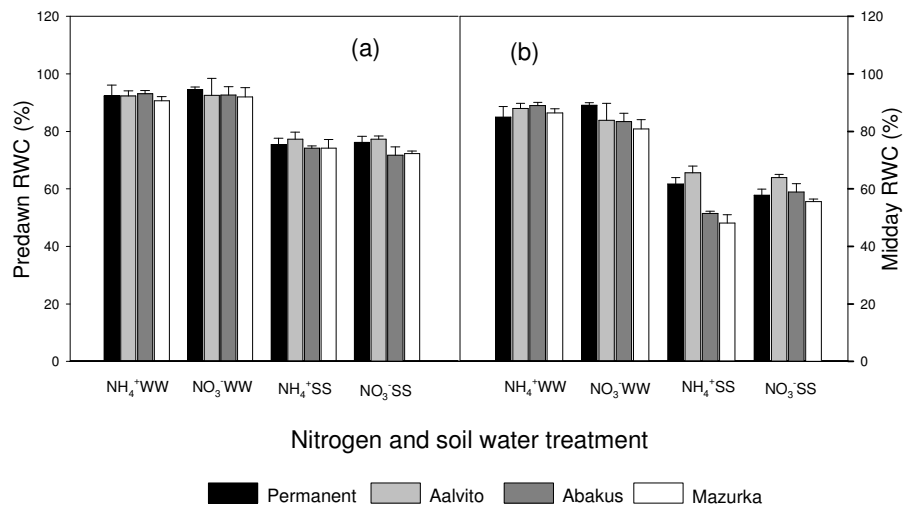 120 120
(a) (b)
100 100
80 80
60 60
40 40
20 20
0 0
Predawn RWC (%)
Midday RWC (%)
NH₄⁺WW NO₃⁻WW NH₄⁺SS NO₃⁻SS NH₄⁺WW NO₃⁻WW NH₄⁺SS NO₃⁻SS
Nitrogen and soil water treatment
Permanent Aalvito Abakus Mazurka